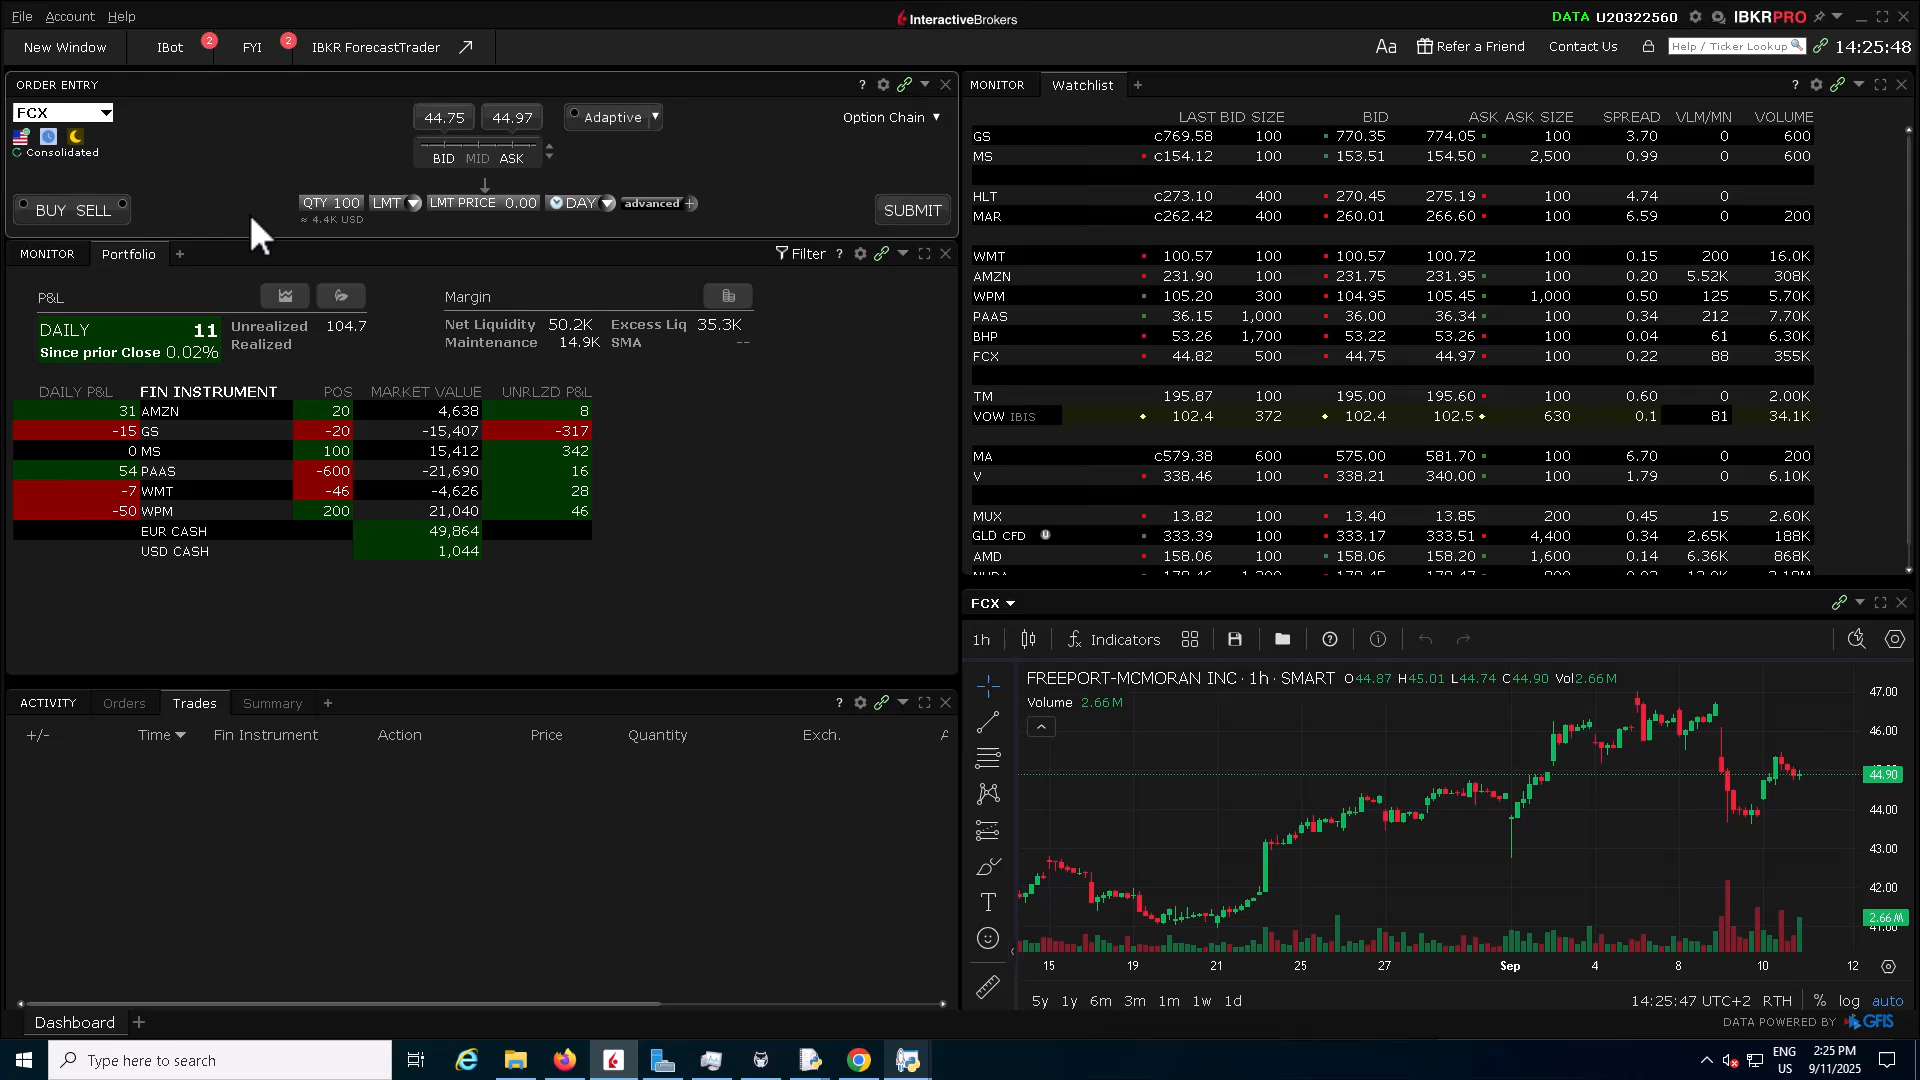 File Account Help
InteractiveBrokers
DATA U20322560 IBKRPRO
New Window IBot 2 FYI 2 IBKR ForecastTrader
Aa Refer a Friend Contact Us Help / Ticker Lookup 14:25:48
ORDER ENTRY
FCX
44.75 44.97 Adaptive Option Chain
Consolidated
BID MID ASK
BUY SELL QTY 100 LMT LMT PRICE 0.00 DAY advanced + SUBMIT
≈ 4.4K USD
MONITOR Portfolio + Filter ?
P&L Margin
DAILY 11 Unrealized 104.7 Net Liquidity 50.2K Excess Liq 35.3K
Since prior Close 0.02% Realized Maintenance 14.9K SMA --
DAILY P&L FIN INSTRUMENT POS MARKET VALUE UNRLZD P&L
31 AMZN 20 4,638 8
-15 GS -20 -15,407 -317
0 MS 100 15,412 342
54 PAAS -600 -21,690 16
-7 WMT -46 -4,626 28
-50 WPM 200 21,040 46
EUR CASH 49,864
USD CASH 1,044
ACTIVITY Orders Trades Summary +
+/- Time Fin Instrument Action Price Quantity Exch. A
Dashboard +
MONITOR Watchlist +
LAST BID SIZE BID ASK ASK SIZE SPREAD VLM/MN VOLUME
GS c769.58 100 770.35 774.05 100 3.70 0 600
MS c154.12 100 153.51 154.50 2,500 0.99 0 600
HLT c273.10 400 270.45 275.19 100 4.74 0
MAR c262.42 400 260.01 266.60 100 6.59 0 200
WMT 100.57 100 100.57 100.72 100 0.15 200 16.0K
AMZN 231.90 100 231.75 231.95 100 0.20 5.52K 308K
WPM 105.20 300 104.95 105.45 1,000 0.50 125 5.70K
PAAS 36.15 1,000 36.00 36.34 100 0.34 212 7.70K
BHP 53.26 1,700 53.22 53.26 100 0.04 61 6.30K
FCX 44.82 500 44.75 44.97 100 0.22 88 355K
TM 195.87 100 195.00 195.60 100 0.60 0 2.00K
VOW IBIS 102.4 372 102.4 102.5 630 0.1 81 34.1K
MA c579.38 600 575.00 581.70 100 6.70 0 200
V 338.46 100 338.21 340.00 100 1.79 0 6.10K
MUX 13.82 100 13.40 13.85 200 0.45 15 2.60K
GLD CFD 333.39 100 333.17 333.51 4,400 0.34 2.65K 188K
AMD 158.06 100 158.06 158.20 1,600 0.14 6.36K 868K
FCX
1h Indicators
FREEPORT-MCMORAN INC · 1h · SMART O44.87 H45.01 L44.74 C44.90 Vol2.66M
Volume 2.66M
47.00
46.00
44.90
44.00
43.00
42.00
2.66M
41.00
15 19 21 25 27 Sep 4 8 10 12
5y 1y 6m 3m 1m 1w 1d 14:25:47 UTC+2 RTH % log auto
DATA POWERED BY GFIS
Type here to search
ENG
US
2:25 PM
9/11/2025